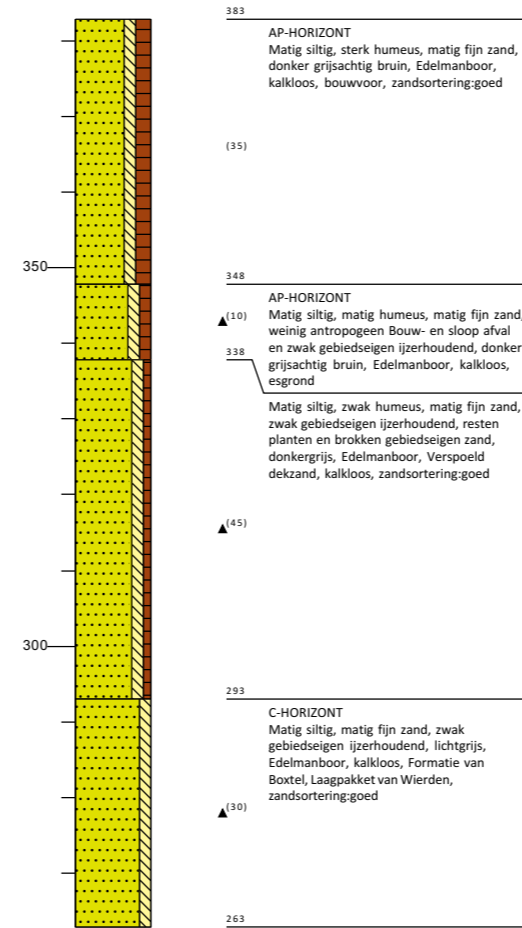 383
AP-HORIZONT
Matig siltig, sterk humeus, matig fijn zand,
donker grijsachtig bruin, Edelmanboor,
kalkloos, bouwvoor, zandsortering:goed
(35)
350
348
AP-HORIZONT
(10)
Matig siltig, matig humeus, matig fijn zand,
weinig antropogeen Bouw- en sloop afval
en zwak gebiedseigen ijzerhoudend, donker
338
grijsachtig bruin, Edelmanboor, kalkloos,
esgrond
Matig siltig, zwak humeus, matig fijn zand,
zwak gebiedseigen ijzerhoudend, resten
planten en brokken gebiedseigen zand,
donkergrijs, Edelmanboor, Verspoeld
dekzand, kalkloos, zandsortering:goed
(45)
300
293
C-HORIZONT
Matig siltig, matig fijn zand, zwak
gebiedseigen ijzerhoudend, lichtgrijs,
Edelmanboor, kalkloos, Formatie van
Boxtel, Laagpakket van Wierden,
zandsortering:goed
(30)
263